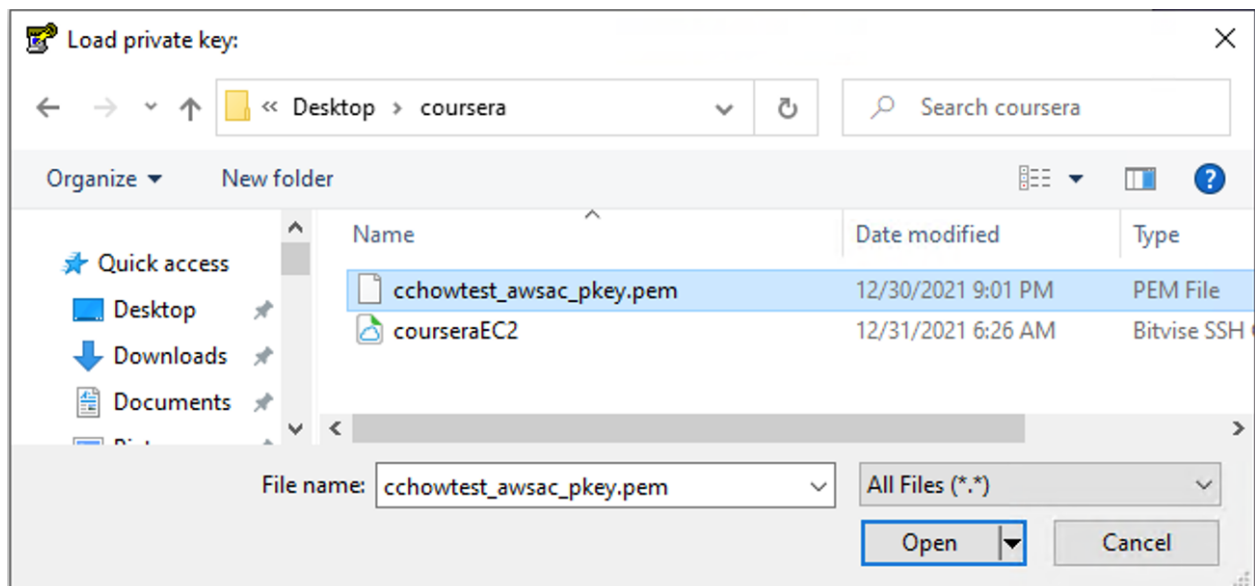 Load private key:
« Desktop > coursera
Search coursera
Organize
New folder
Name
Date modified
Type
Quick access
Desktop
Downloads
Documents
cchowtest_awsac_pkey.pem
12/30/2021 9:01 PM
PEM File
courseraEC2
12/31/2021 6:26 AM
Bitvise SSH
File name:
cchowtest_awsac_pkey.pem
All Files (*.*)
Open
Cancel